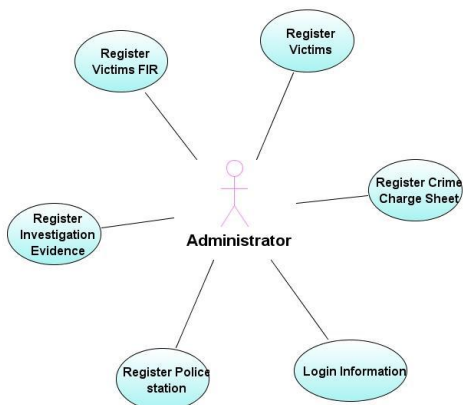 Register
Victims FIR
Register
Victims
Register Crime
Charge Sheet
Register
Investigation
Evidence
Administrator
Register Police
station
Login Information